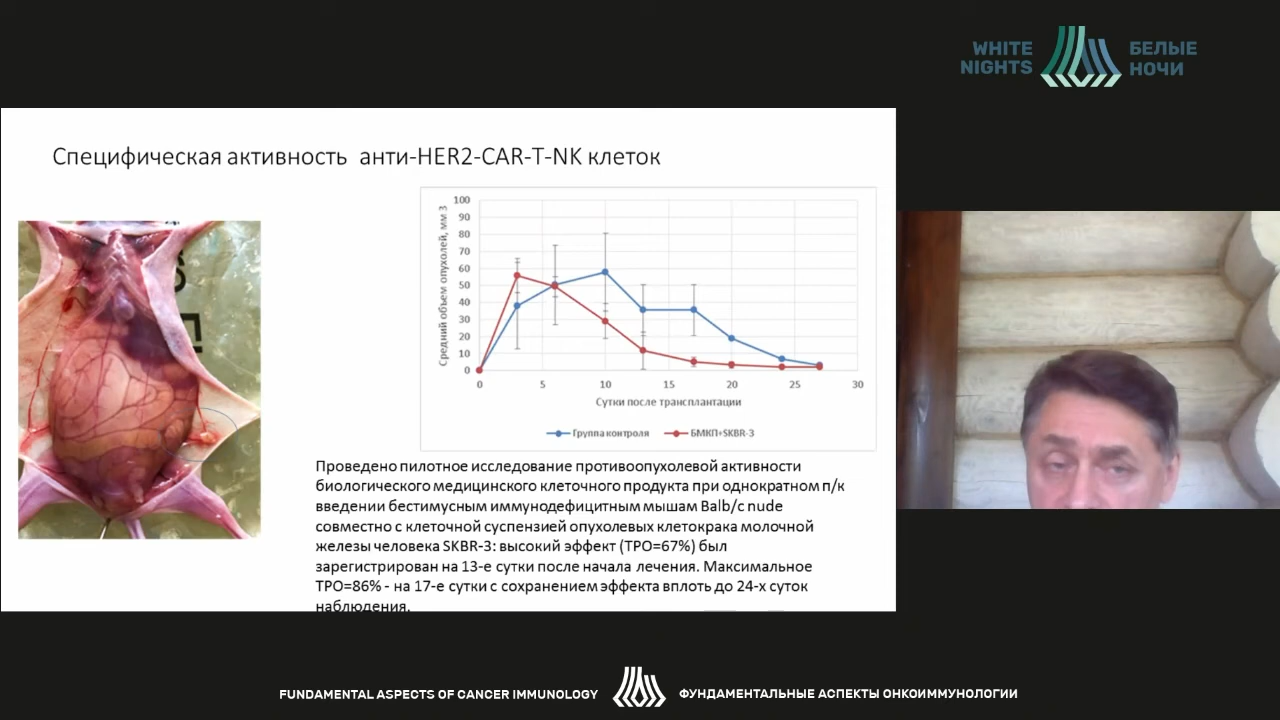 WHITE
NIGHTS
БЕЛЫЕ
НОЧИ
Специфическая активность анти-HER2-CAR-T-NK клеток
Средний объем опухолей, мм 3
100
90
80
70
60
50
40
30
20
10
0
0 5 10 15 20 25 30
Сутки после трансплантации
Группа контроля БМКП+SKBR-3
Проведено пилотное исследование противоопухолевой активности
биологического медицинского клеточного продукта при однократном п/к
введении бестимусным иммунодефицитным мышам Balb/c nude
совместно с клеточной суспензией опухолевых клетокрака молочной
железы человека SKBR-3: высокий эффект (ТРО=67%) был
зарегистрирован на 13-е сутки после начала лечения. Максимальное
ТРО=86% - на 17-е сутки с сохранением эффекта вплоть до 24-х суток
наблюдения.
FUNDAMENTAL ASPECTS OF CANCER IMMUNOLOGY
ФУНДАМЕНТАЛЬНЫЕ АСПЕКТЫ ОНКОИММУНОЛОГИИ